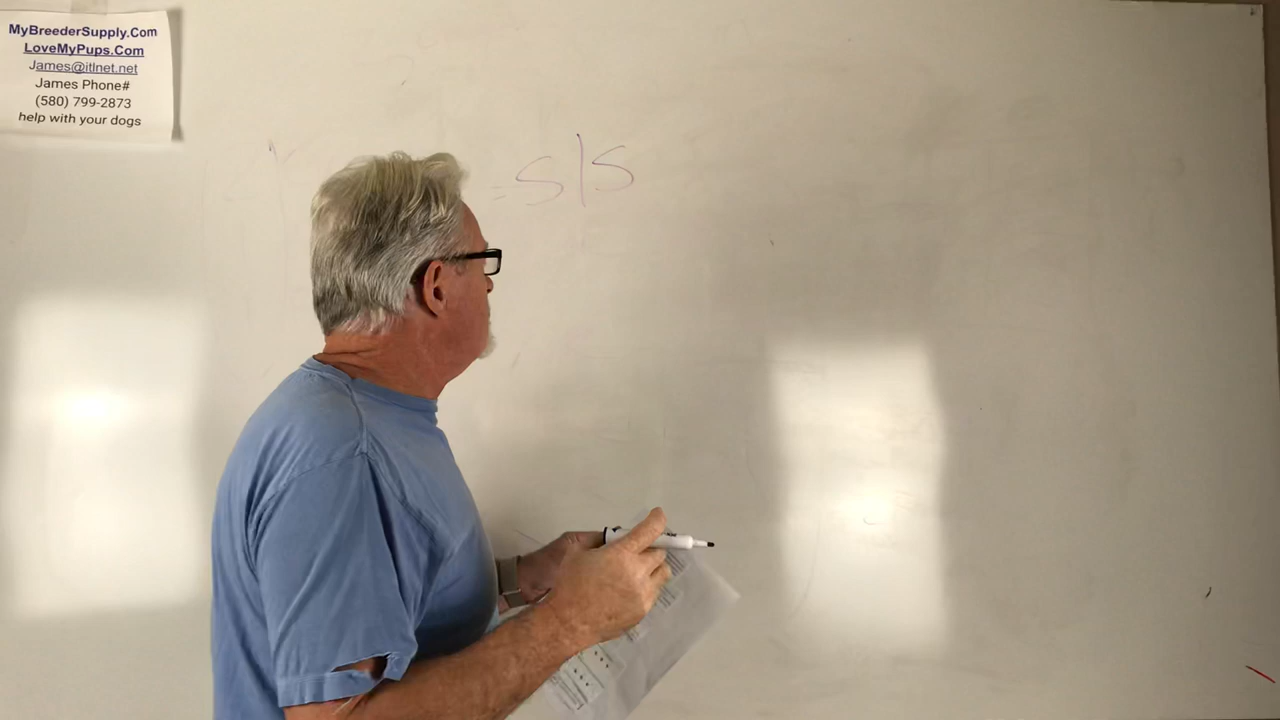 MyBreederSupply.Com
LoveMyPups.Com
James@itlnet.net
James Phone#
(580) 799-2873
help with your dogs
=S|S